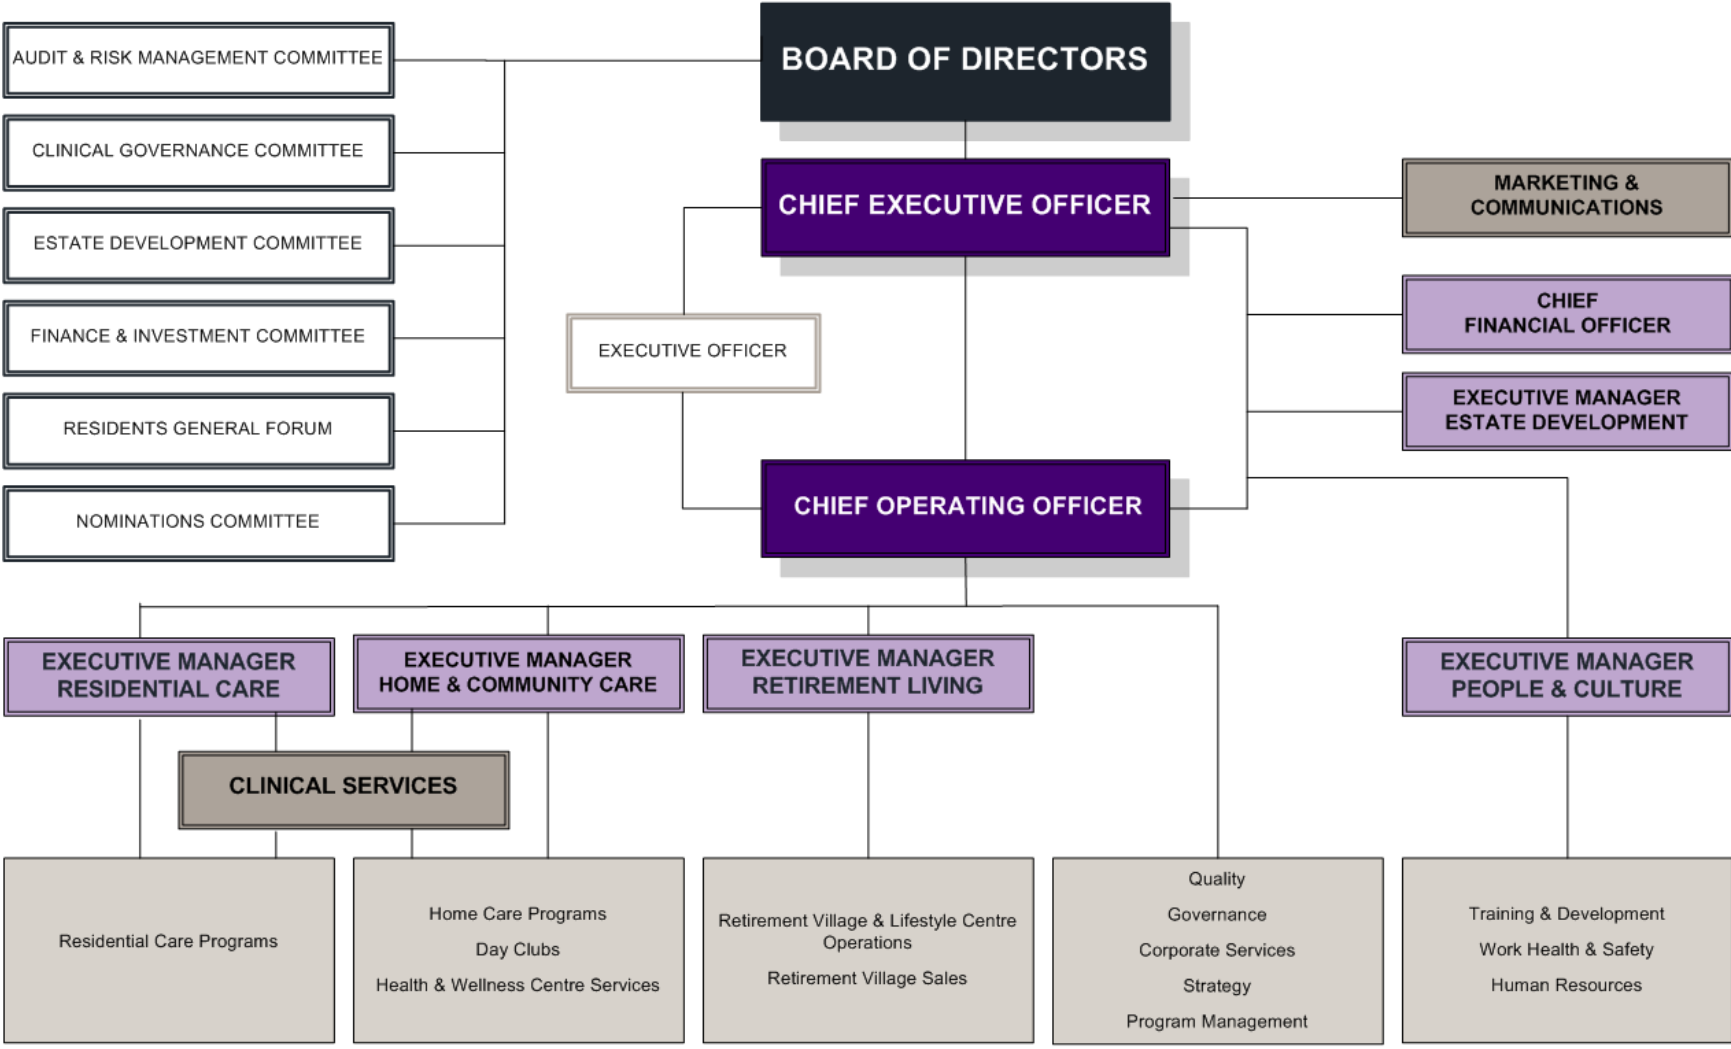 AUDIT & RISK MANAGEMENT COMMITTEE
CLINICAL GOVERNANCE COMMITTEE
ESTATE DEVELOPMENT COMMITTEE
FINANCE & INVESTMENT COMMITTEE
RESIDENTS GENERAL FORUM
NOMINATIONS COMMITTEE
BOARD OF DIRECTORS
CHIEF EXECUTIVE OFFICER
EXECUTIVE OFFICER
CHIEF OPERATING OFFICER
MARKETING &
COMMUNICATIONS
CHIEF
FINANCIAL OFFICER
EXECUTIVE MANAGER
ESTATE DEVELOPMENT
EXECUTIVE MANAGER
RESIDENTIAL CARE
EXECUTIVE MANAGER
HOME & COMMUNITY CARE
EXECUTIVE MANAGER
RETIREMENT LIVING
EXECUTIVE MANAGER
PEOPLE & CULTURE
CLINICAL SERVICES
Residential Care Programs
Home Care Programs
Day Clubs
Health & Wellness Centre Services
Retirement Village & Lifestyle Centre
Operations
Retirement Village Sales
Quality
Governance
Corporate Services
Strategy
Program Management
Training & Development
Work Health & Safety
Human Resources